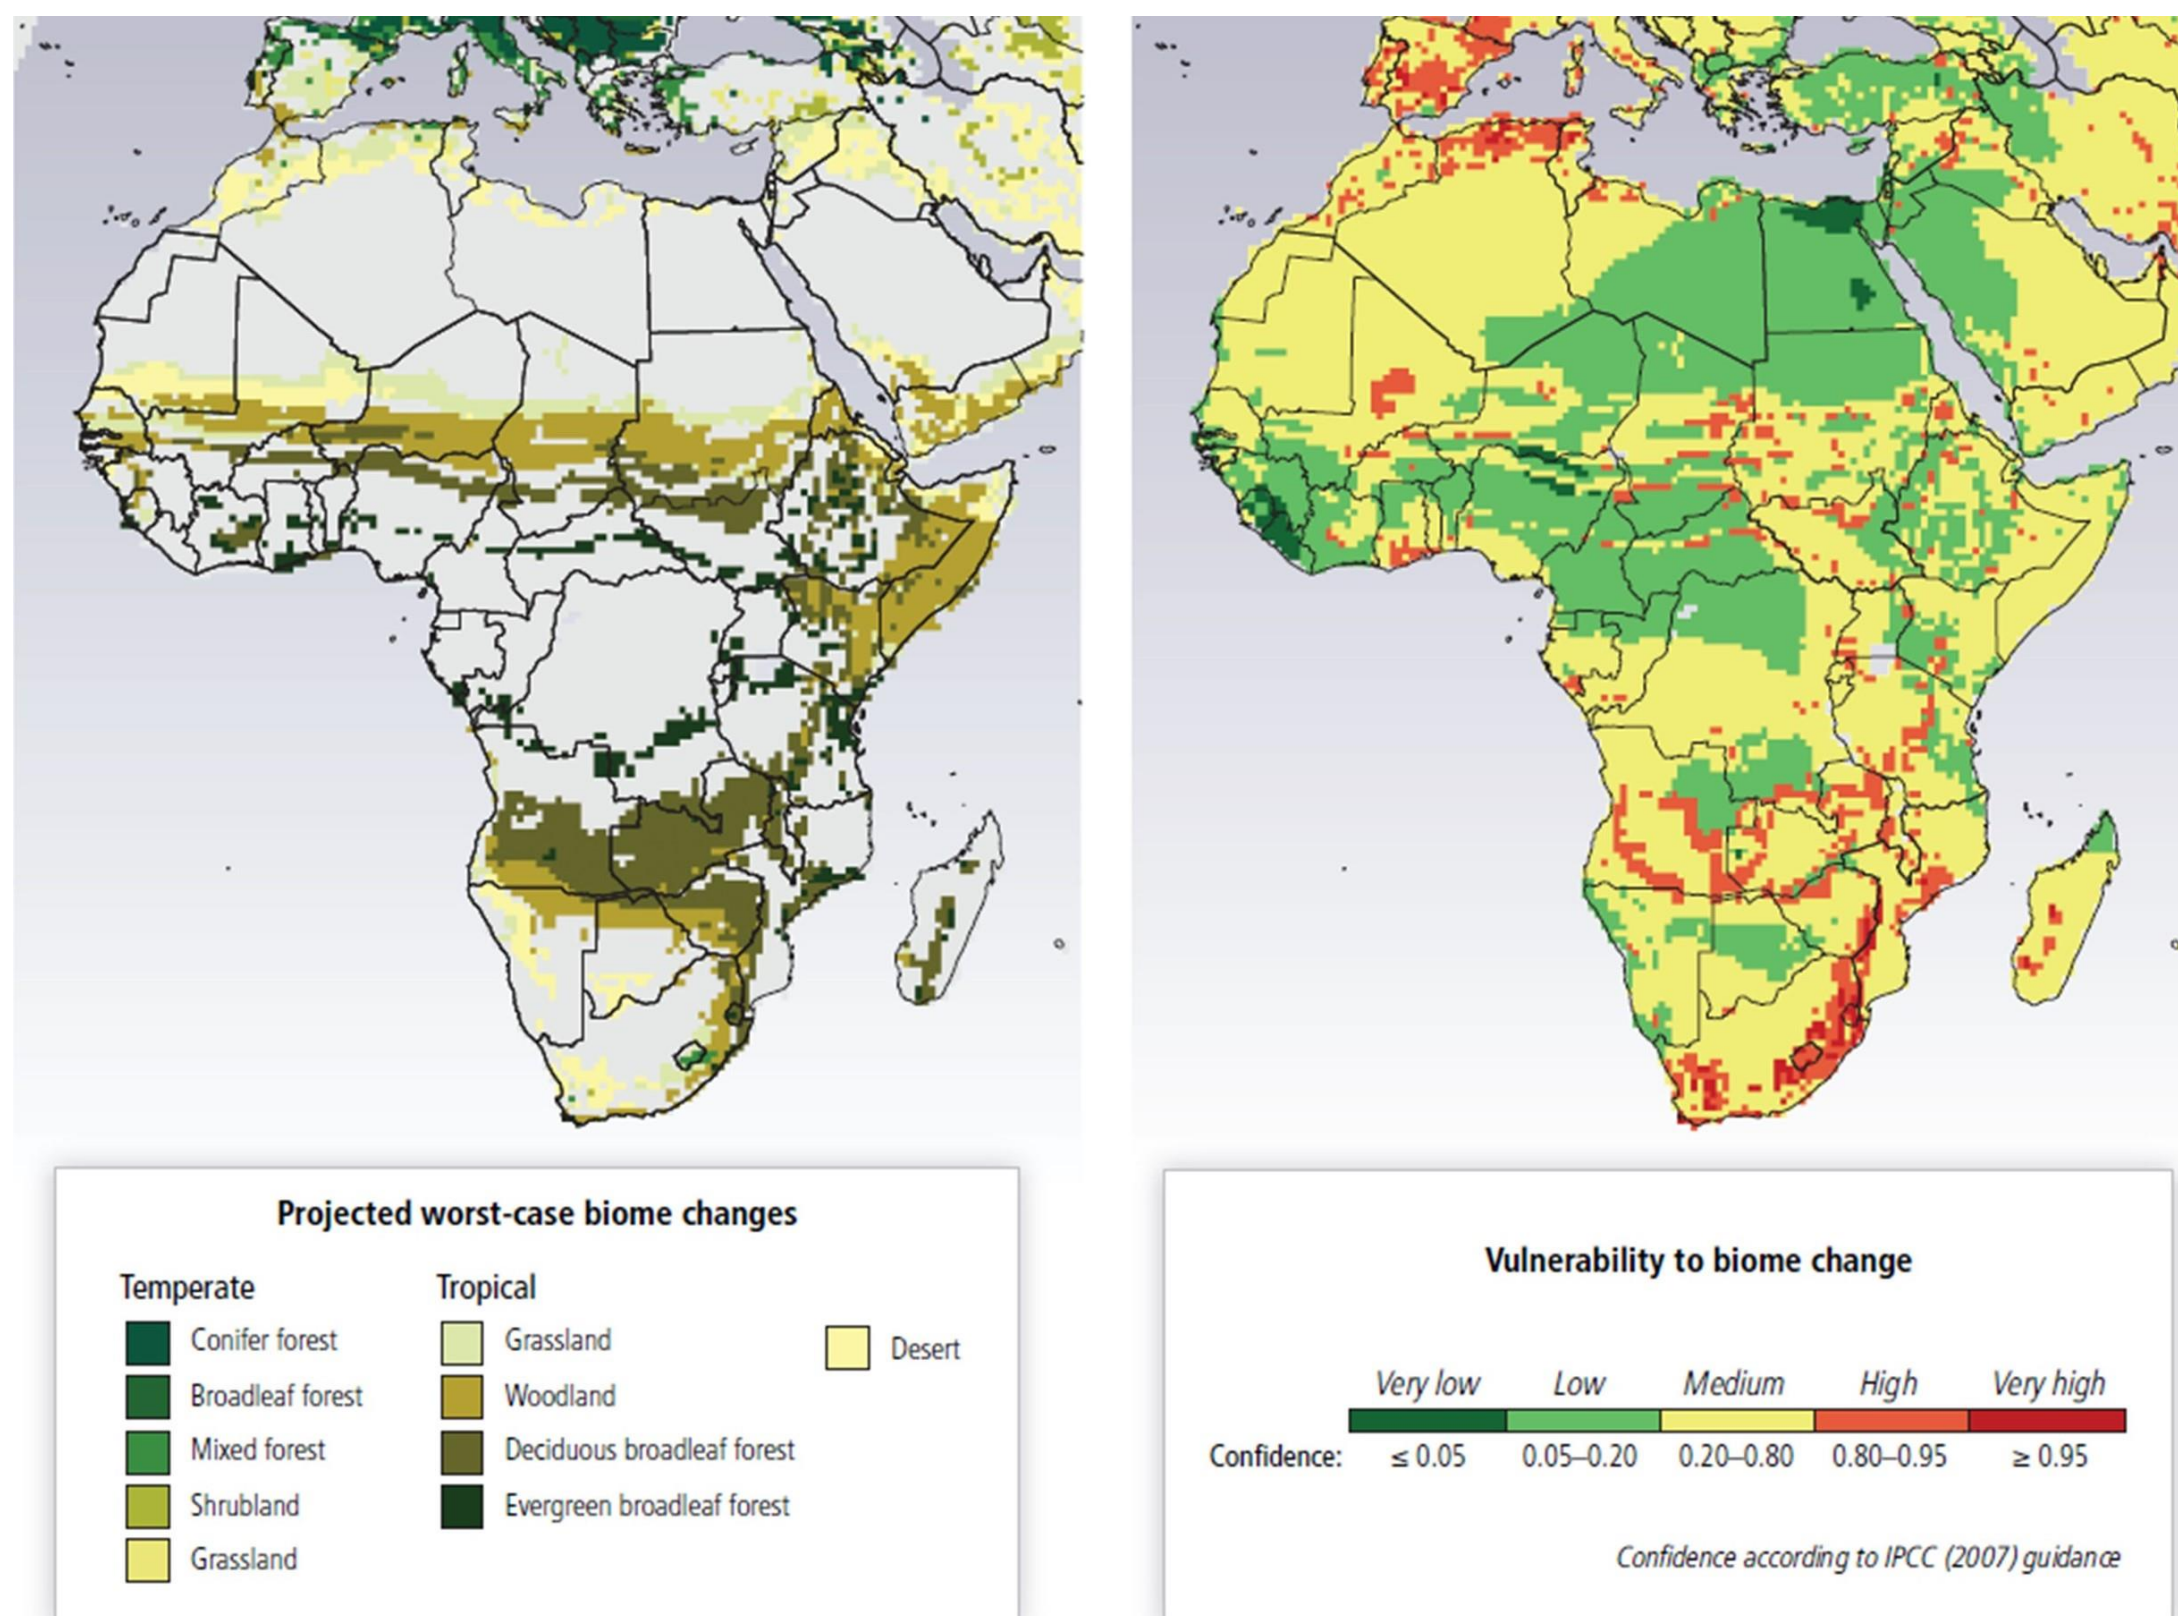 Projected worst-case biome changes
Temperate
Conifer forest
Broadleaf forest
Mixed forest
Shrubland
Grassland
Tropical
Grassland
Woodland
Deciduous broadleaf forest
Evergreen broadleaf forest
Desert
Vulnerability to biome change
Very low Low Medium High Very high
Confidence: ≤ 0.05 0.05–0.20 0.20–0.80 0.80–0.95 ≥ 0.95
Confidence according to IPCC (2007) guidance